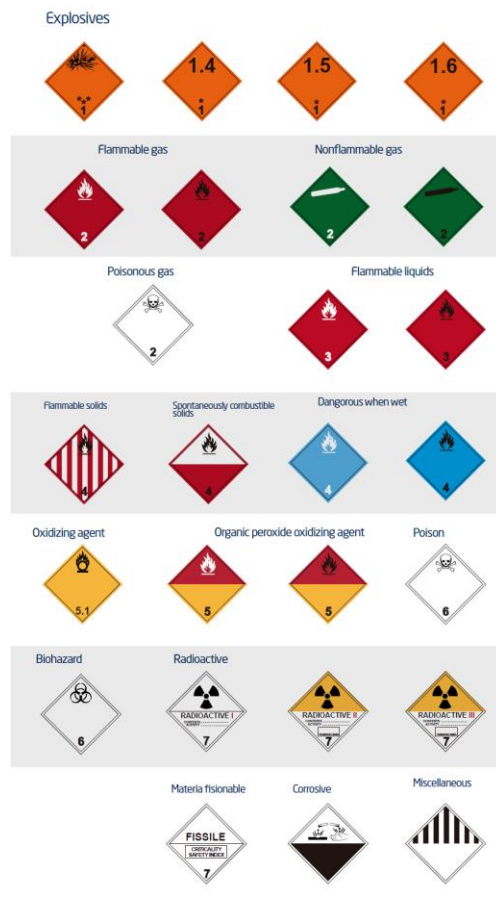 Explosives
***
1
1.4
*
1
1.5
*
1
1.6
*
1
Flammable gas
Nonflammable gas
2
2
2
2
Poisonous gas
Flammable liquids
2
3
3
Flammable solids
Spontaneously combustible
solids
Dangorous when wet
4
4
4
4
Oxidizing agent
Organic peroxide oxidizing agent
Poison
5.1
5
5
6
Biohazard
Radioactive
6
RADIOACTIVE I
7
RADIOACTIVE II
7
RADIOACTIVE III
7
Materia fisionable
Corrosive
Miscellaneous
FISSILE
CRITICALITY
SAFETY INDEX
7